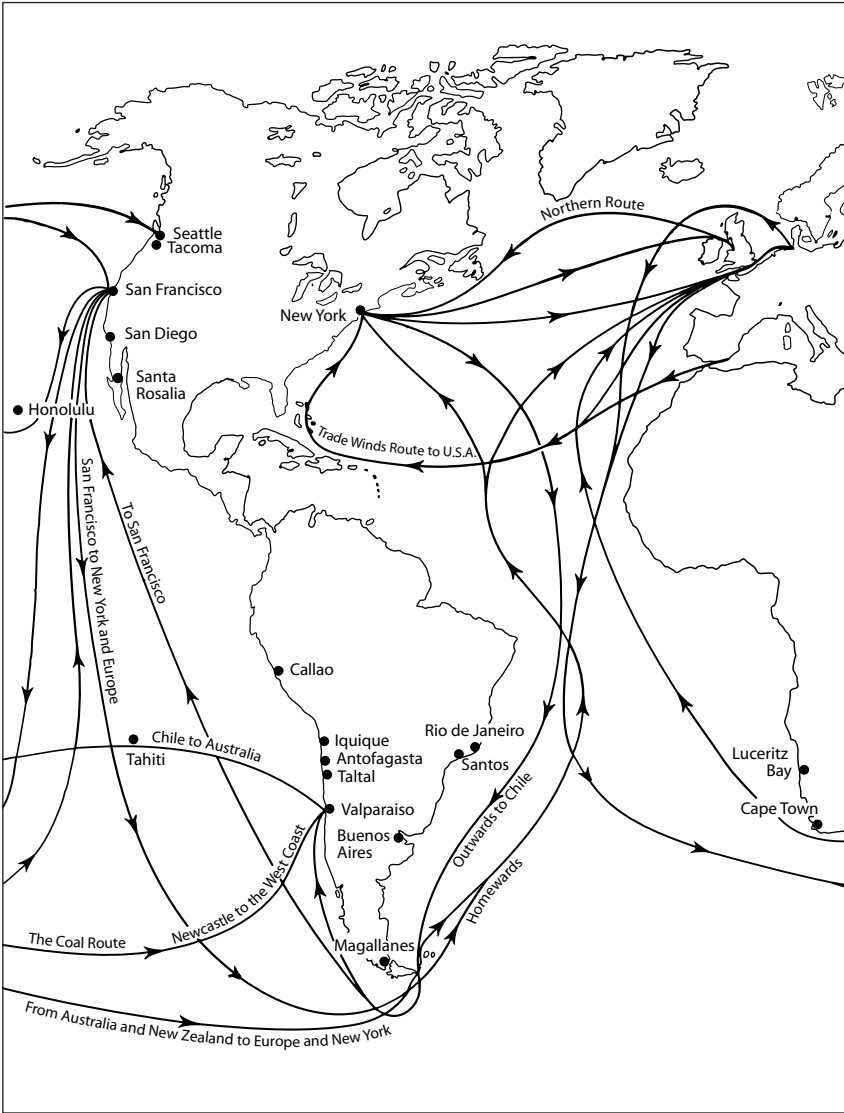 Northern Route
Seattle
Tacoma
San Francisco
New York
San Diego
Santa
Rosalia
Honolulu
Trade Winds Route to U.S.A.
San Francisco to New York and Europe
To San Francisco
Callao
Chile to Australia
Tahiti
Iquique
Antofagasta
Taltal
Rio de Janeiro
Santos
Luceritz
Bay
Valparaiso
Cape Town
Buenos
Aires
Outwards to Chile
Homewards
Newcastle to the West Coast
The Coal Route
Magallanes
From Australia and New Zealand to Europe and New York